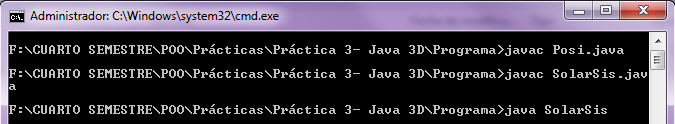 Administrador: C:\Windows\system32\cmd.exe
F:\CUARTO SEMESTRE\POO\Prácticas\Práctica 3- Java 3D\Programa>javac Posi.java
F:\CUARTO SEMESTRE\POO\Prácticas\Práctica 3- Java 3D\Programa>javac SolarSis.jav
a
F:\CUARTO SEMESTRE\POO\Prácticas\Práctica 3- Java 3D\Programa>java SolarSis